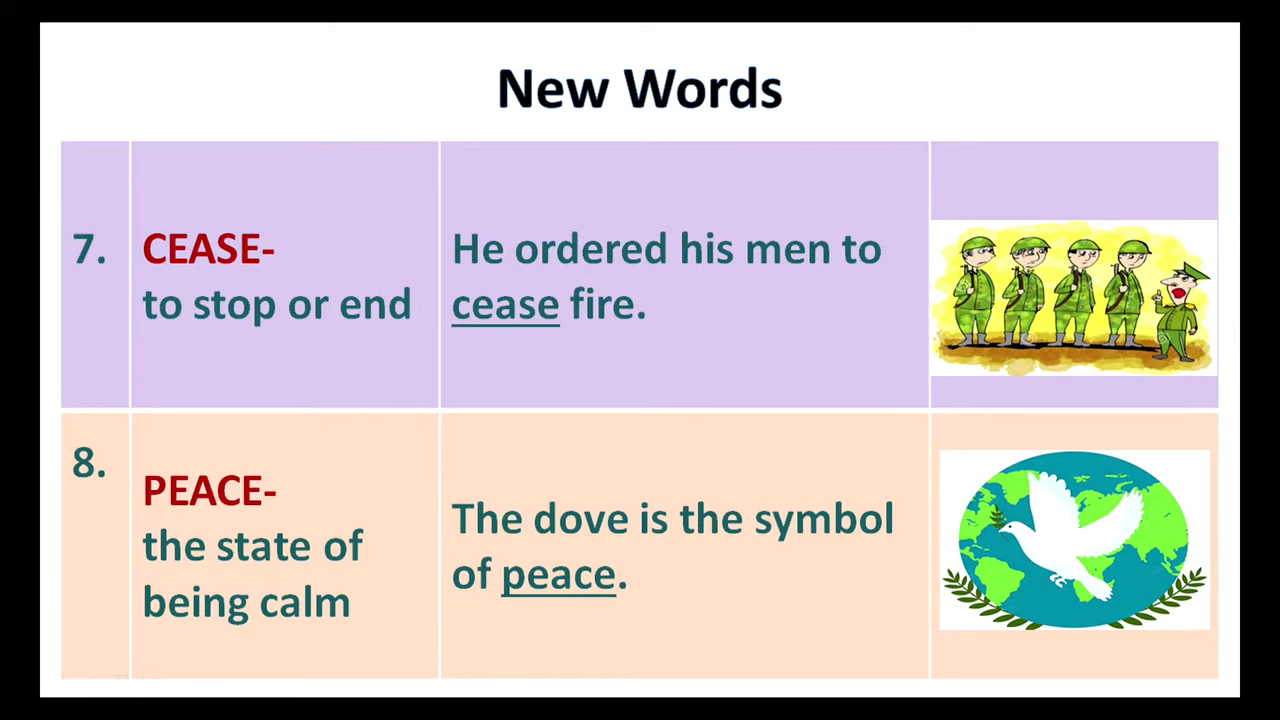 New Words
7.
CEASE-
to stop or end
He ordered his men to
cease fire.
8.
PEACE-
the state of
being calm
The dove is the symbol
of peace.